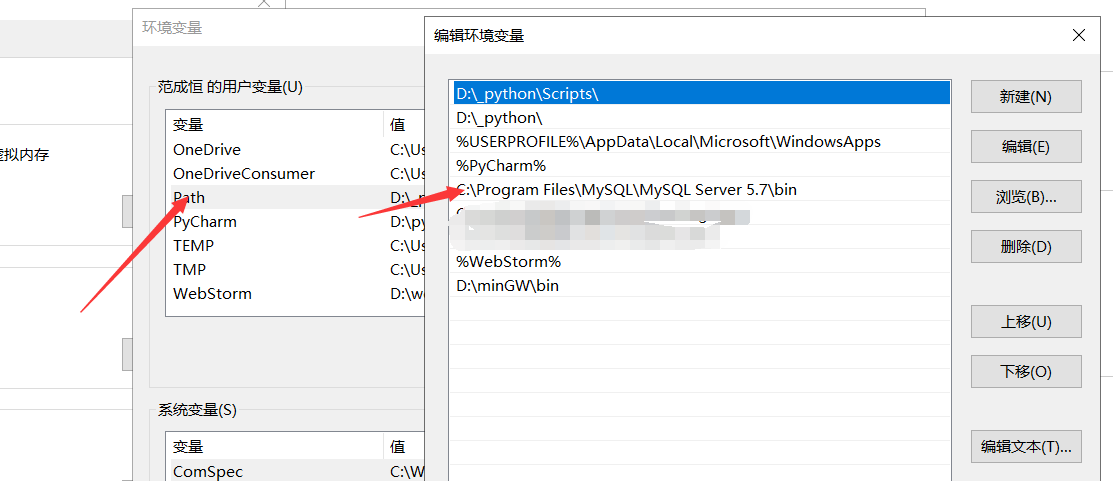 环境变量
编辑环境变量
虚拟内存
范成恒 的用户变量(U)
变量
值
OneDrive
C:\Us
OneDriveConsumer
C:\Us
Path
D:\_p
PyCharm
D:\py
TEMP
C:\Us
TMP
C:\Us
WebStorm
D:\we
系统变量(S)
变量
值
ComSpec
C:\W
D:\_python\Scripts\
D:\_python\
%USERPROFILE%\AppData\Local\Microsoft\WindowsApps
%PyCharm%
C:\Program Files\MySQL\MySQL Server 5.7\bin
%WebStorm%
D:\minGW\bin
新建(N)
编辑(E)
浏览(B)...
删除(D)
上移(U)
下移(O)
编辑文本(T)...